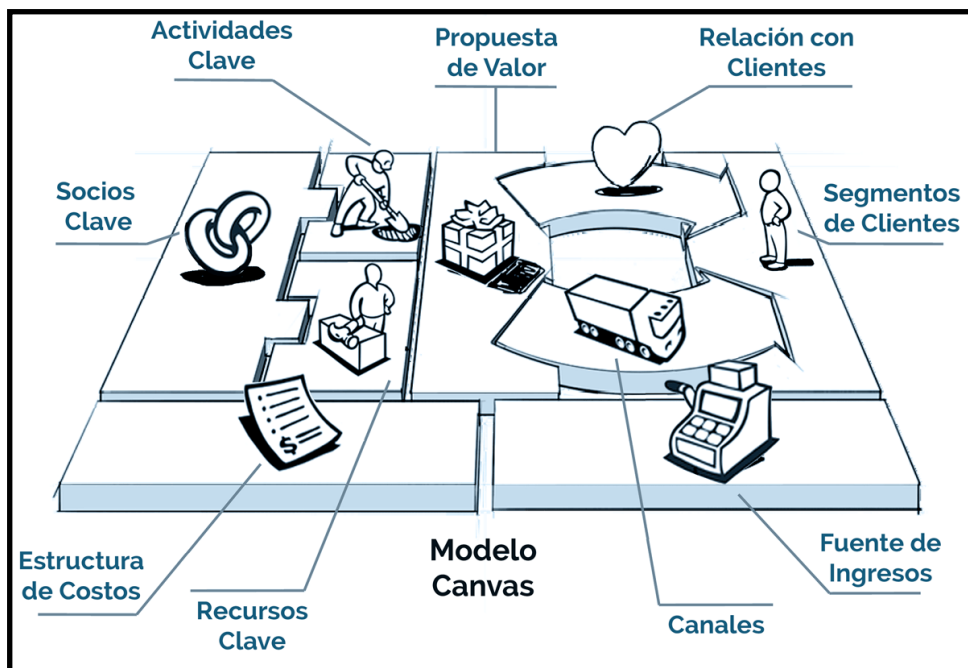 Actividades
Clave
Propuesta
de Valor
Relación con
Clientes
Socios
Clave
Segmentos
de Clientes
$
Modelo
Canvas
Estructura
de Costos
Recursos
Clave
Canales
Fuente de
Ingresos